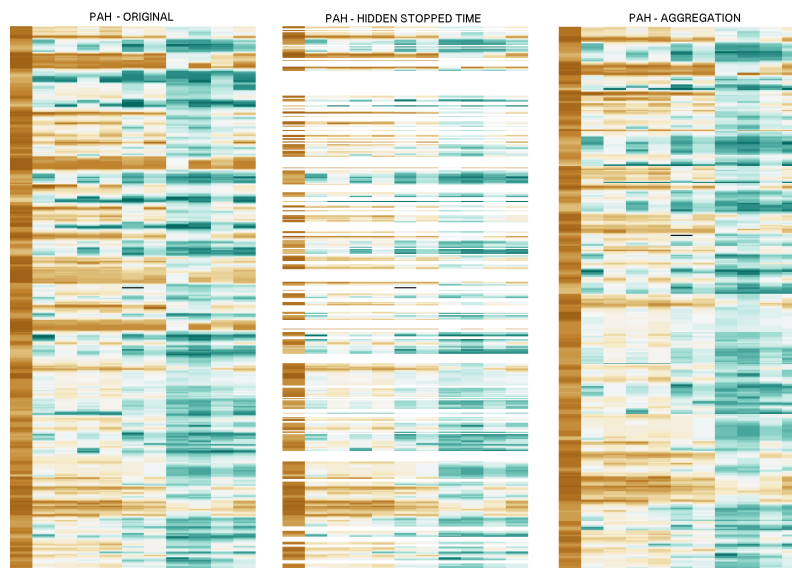 PAH - ORIGINAL
PAH - HIDDEN STOPPED TIME
PAH - AGGREGATION